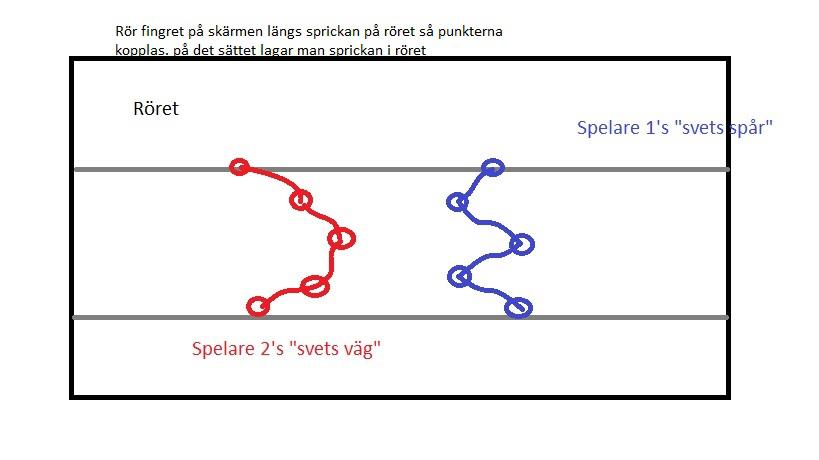 Rör fingret på skärmen längs sprickan på röret så punkterna
kopplas. på det sättet lagar man sprickan i röret
Röret
Spelare 1's "svets spår"
Spelare 2's "svets väg"